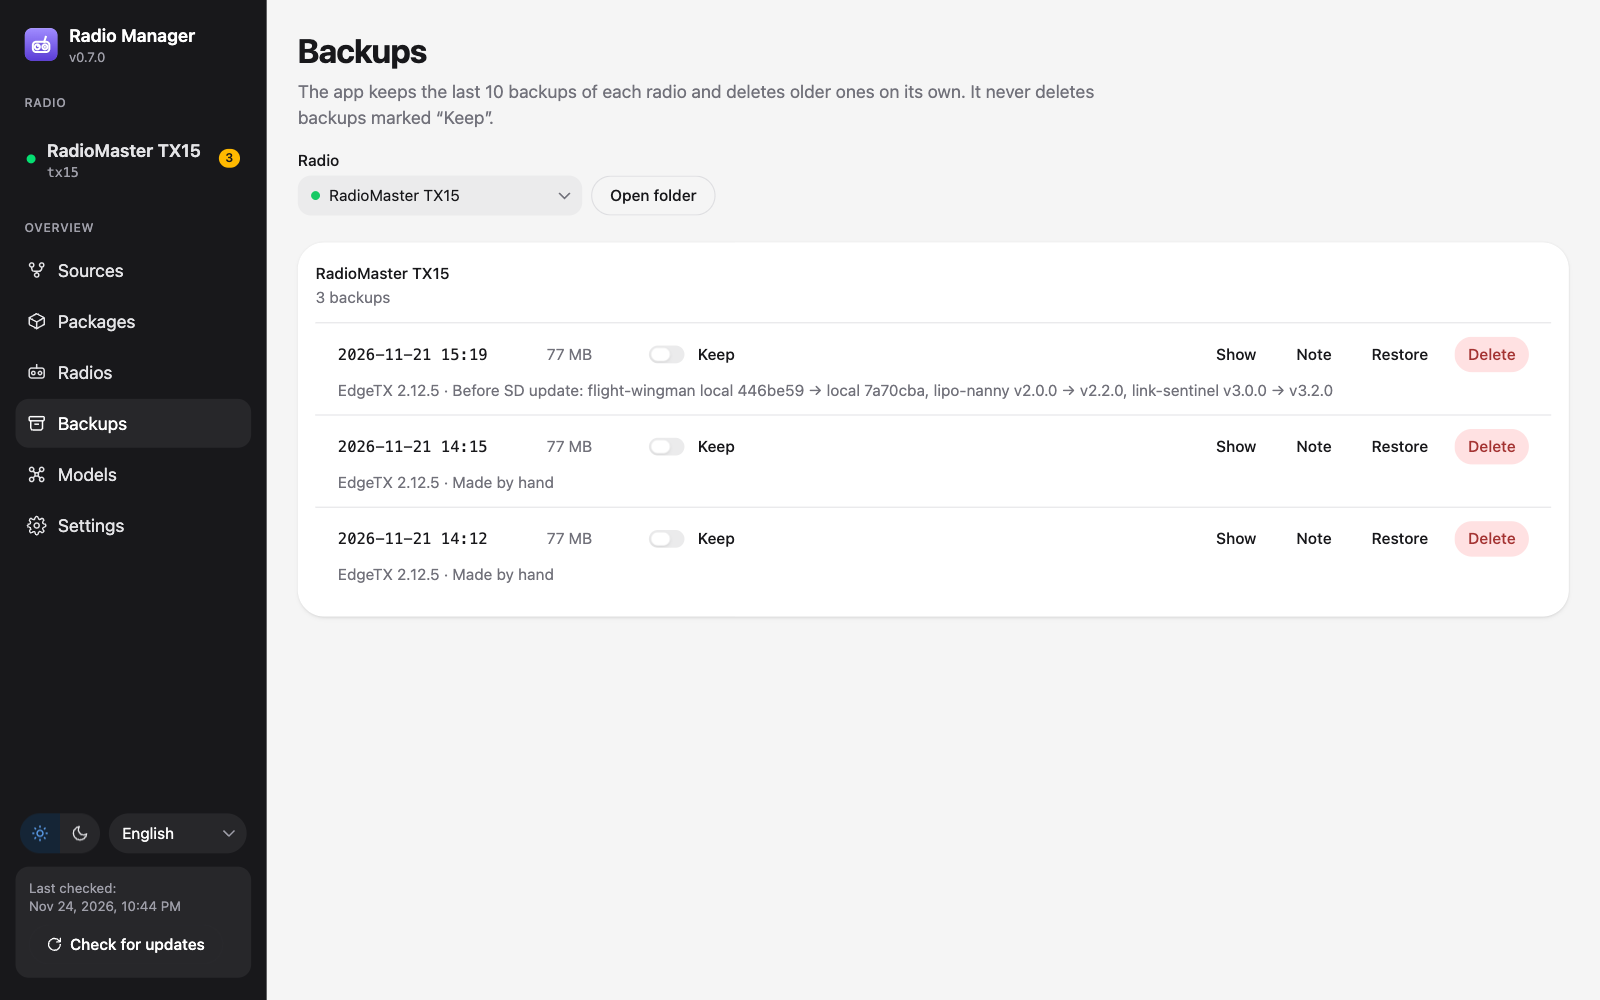 Radio Manager
v0.7.0
RADIO
RadioMaster TX15
3
tx15
OVERVIEW
Sources
Packages
Radios
Backups
Models
Settings
English
Last checked:
Nov 24, 2026, 10:44 PM
Check for updates
Backups
The app keeps the last 10 backups of each radio and deletes older ones on its own. It never deletes
backups marked “Keep”.
Radio
RadioMaster TX15
Open folder
RadioMaster TX15
3 backups
2026-11-21 15:19 77 MB Keep Show Note Restore Delete
EdgeTX 2.12.5 · Before SD update: flight-wingman local 446be59 → local 7a70cba, lipo-nanny v2.0.0 → v2.2.0, link-sentinel v3.0.0 → v3.2.0
2026-11-21 14:15 77 MB Keep Show Note Restore Delete
EdgeTX 2.12.5 · Made by hand
2026-11-21 14:12 77 MB Keep Show Note Restore Delete
EdgeTX 2.12.5 · Made by hand